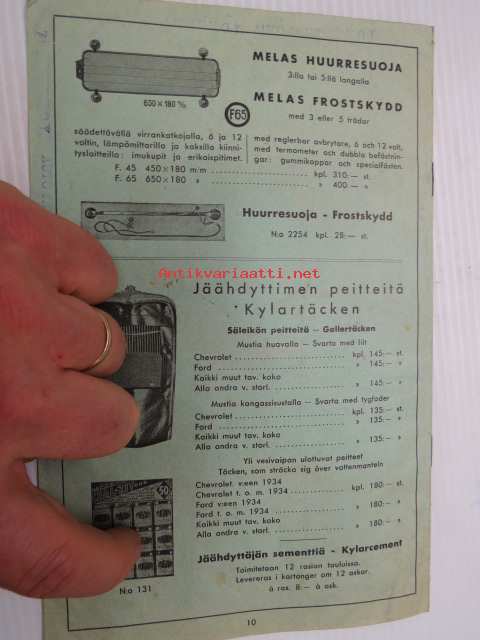 MELAS HUURRESUOJA
3:lla tai 5:llä langalla
MELAS FROSTSKYDD
med 3 eller 5 trådar
650 × 180 m/m
F65
säädettävällä virrankatkojalla, 6 ja 12
voltin, lämpömittarilla ja kaksilla kiinni-
tyslaitteilla: imukupit ja erikoispitimet.
med reglerbar avbrytare, 6 och 12 volt,
med termometer och dubbla befästnin-
gar: gummikoppor och specialfästen.
F. 45 450×180 m/m kpl. 310:— st.
F. 65 650×180 » » 400:— »
Huurresuoja - Frostskydd
N:o 2254 kpl. 25:— st.
Antikvariaatti.net
Jäähdyttimen peitteitä
Kylartäcken
Säleikön peitteitä — Gallertäcken
Mustia huovalla — Svarta med filt
Chevrolet kpl. 145:— st.
Ford » 145:— »
Kaikki muut tav. koko
Alla andra v. storl. » 145:— »
Mustia kangassisustalla — Svarta med tygfoder
Chevrolet kpl. 135:— st.
Ford » 135:— »
Kaikki muut tav. koko
Alla andra v. storl. » 135:— »
Yli vesivaipan ulottuvat peitteet
Täcken, som sträcka sig över vattenmanteln
Chevrolet v:een 1934
Chevrolet t. o. m. 1934 kpl. 180:— st.
Ford v:een 1934
Ford t. o. m. 1934 » 180:— »
Kaikki muut tav. koko
Alla andra v. storl. » 180:— »
Jäähdyttäjän sementtiä - Kylarcement
Toimitetaan 12 rasian tauluissa.
Levereras i kartonger om 12 askar.
à ras. 8:— à ask.
50
N:o 131
10